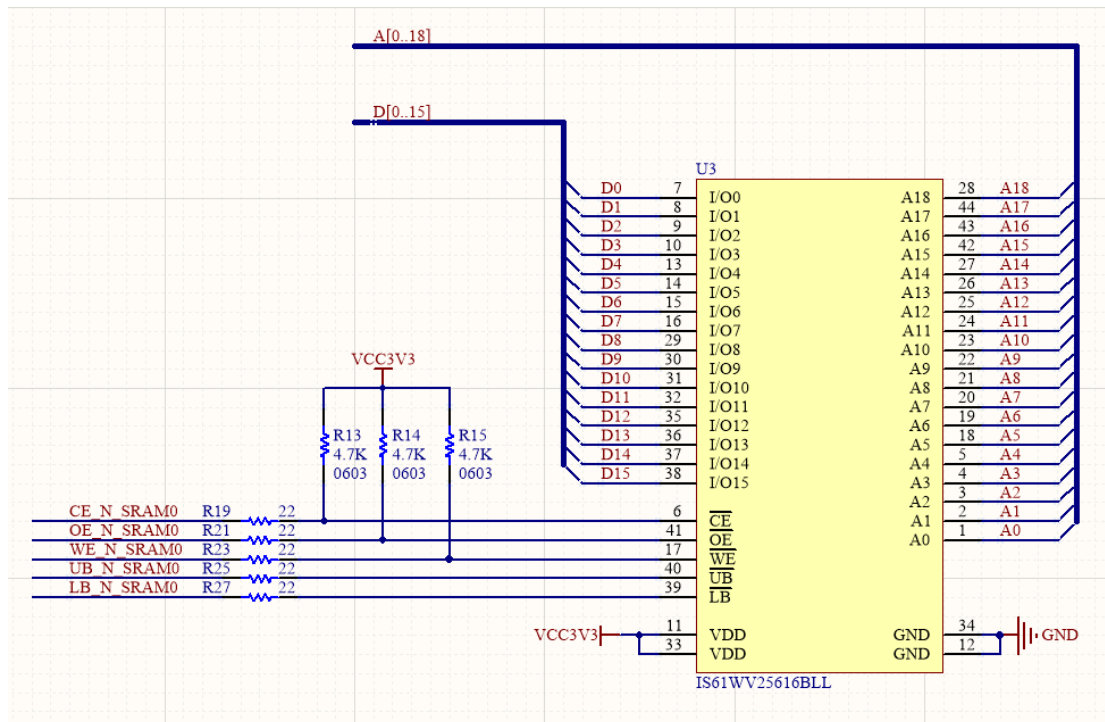 A[0..18]
D[0..15]
U3
D0 7 I/O0 A18 28 A18
D1 8 I/O1 A17 44 A17
D2 9 I/O2 A16 43 A16
D3 10 I/O3 A15 42 A15
D4 13 I/O4 A14 27 A14
D5 14 I/O5 A13 26 A13
D6 15 I/O6 A12 25 A12
D7 16 I/O7 A11 24 A11
D8 29 I/O8 A10 23 A10
D9 30 I/O9 A9 22 A9
D10 31 I/O10 A8 21 A8
D11 32 I/O11 A7 20 A7
D12 35 I/O12 A6 19 A6
D13 36 I/O13 A5 18 A5
D14 37 I/O14 A4 5 A4
D15 38 I/O15 A3 4 A3
A2 3 A2
A1 2 A1
A0 1 A0
VCC3V3
R13 R14 R15
4.7K 4.7K 4.7K
0603 0603 0603
CE_N_SRAM0 R19 22 6 CE
OE_N_SRAM0 R21 22 41 OE
WE_N_SRAM0 R23 22 17 WE
UB_N_SRAM0 R25 22 40 UB
LB_N_SRAM0 R27 22 39 LB
VCC3V3 11 VDD GND 34 GND
33 VDD GND 12
IS61WV25616BLL